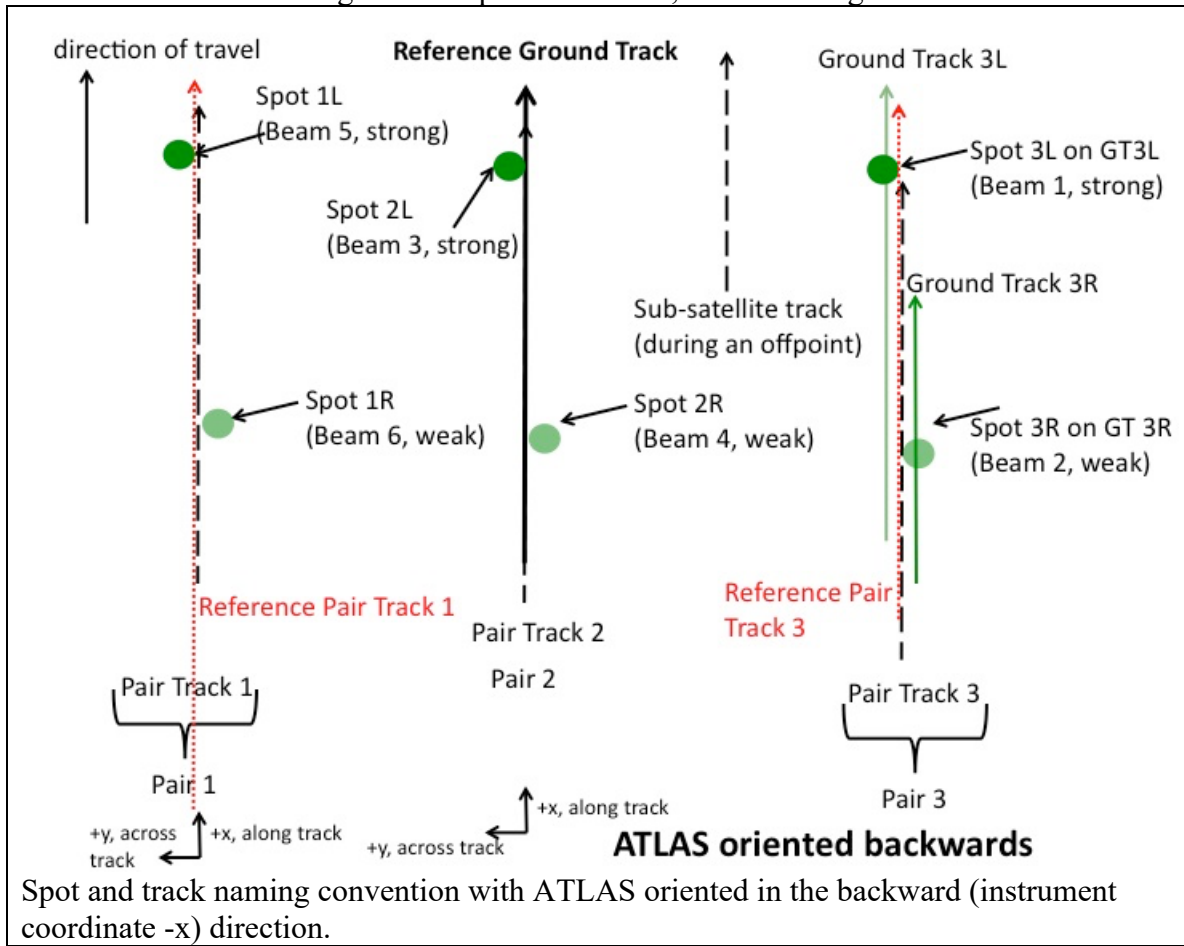 direction of travel
Reference Ground Track
Ground Track 3L
Spot 1L
(Beam 5, strong)
Spot 3L on GT3L
(Beam 1, strong)
Spot 2L
(Beam 3, strong)
Ground Track 3R
Sub-satellite track
(during an offpoint)
Spot 1R
(Beam 6, weak)
Spot 2R
(Beam 4, weak)
Spot 3R on GT 3R
(Beam 2, weak)
Reference Pair Track 1
Reference Pair
Track 3
Pair Track 2
Pair 2
Pair Track 1
Pair Track 3
Pair 1
Pair 3
+y, across
track
+x, along track
+x, along track
+y, across track
ATLAS oriented backwards
Spot and track naming convention with ATLAS oriented in the backward (instrument
coordinate -x) direction.